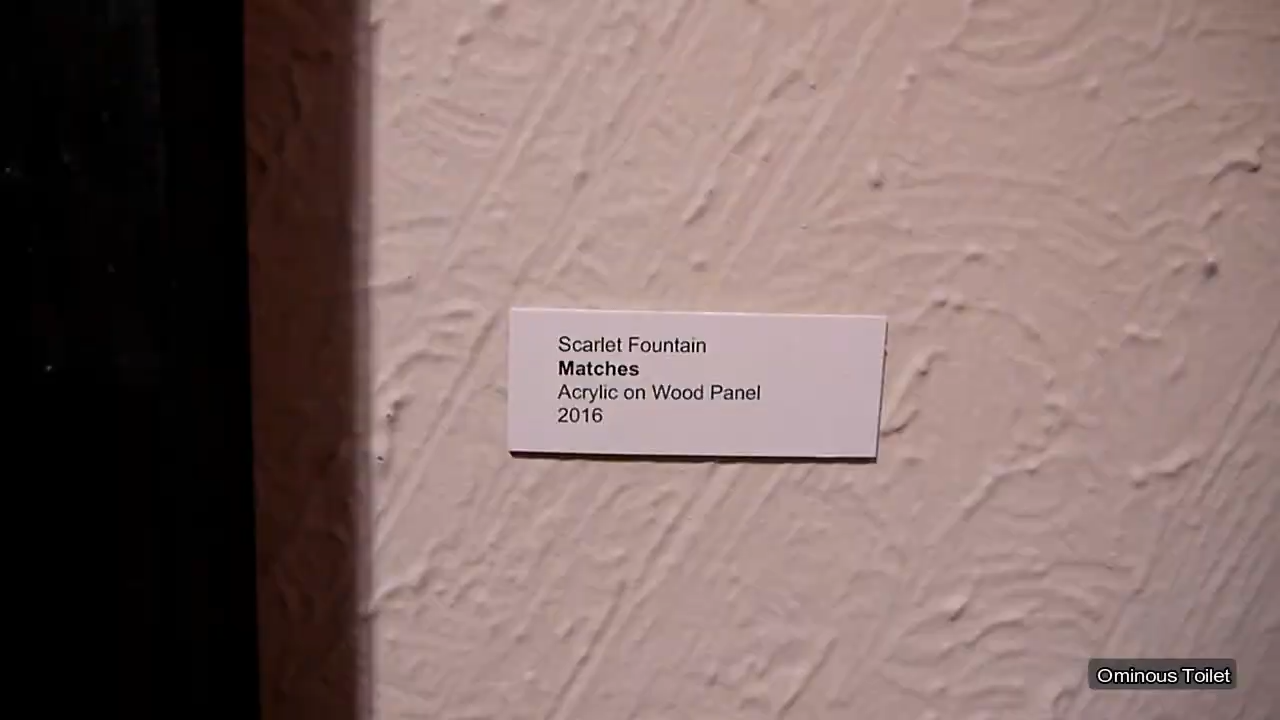 Scarlet Fountain
Matches
Acrylic on Wood Panel
2016
Ominous Toilet